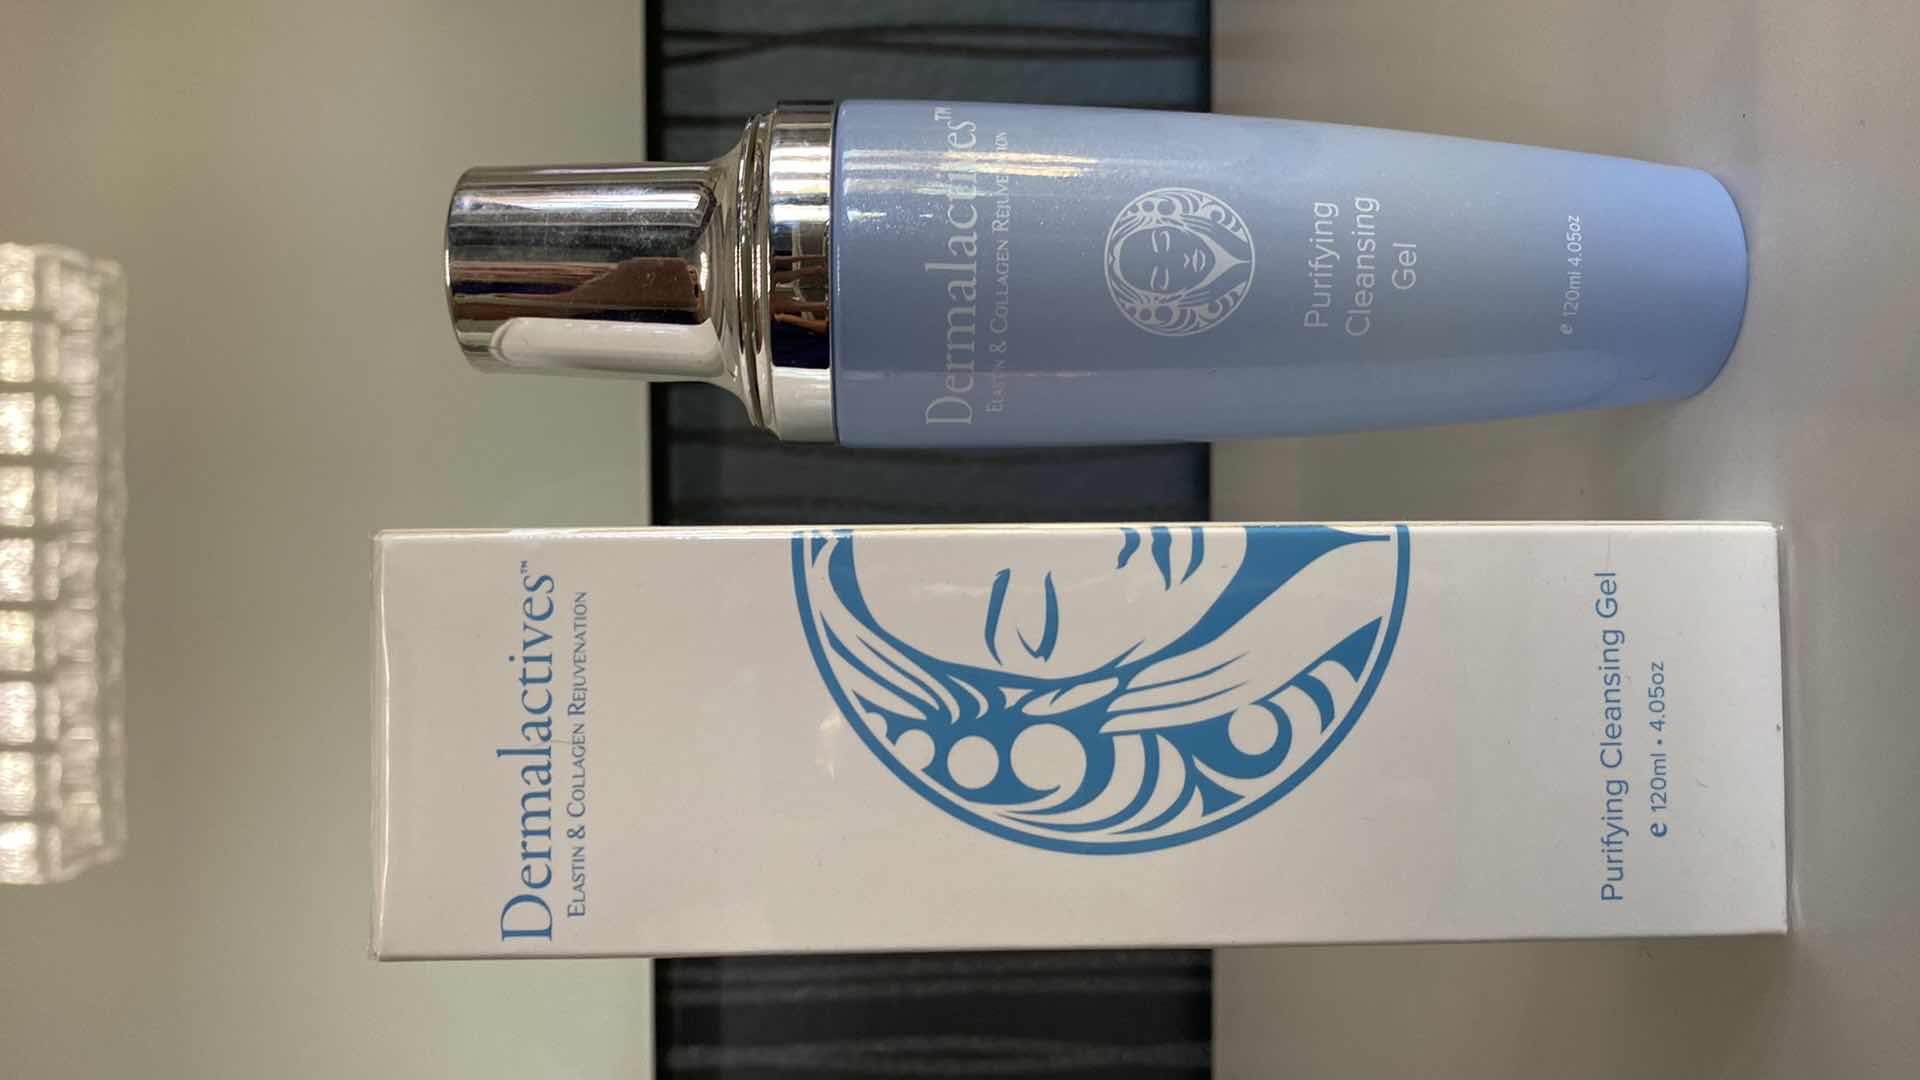 Dermalactives™
ELASTIN & COLLAGEN REJUVENATION
Purifying Cleansing Gel
e 120ml • 4.05oz
Dermalactives™
ELASTIN & COLLAGEN REJUVENATION
Purifying
Cleansing
Gel
e 120ml 4.05oz